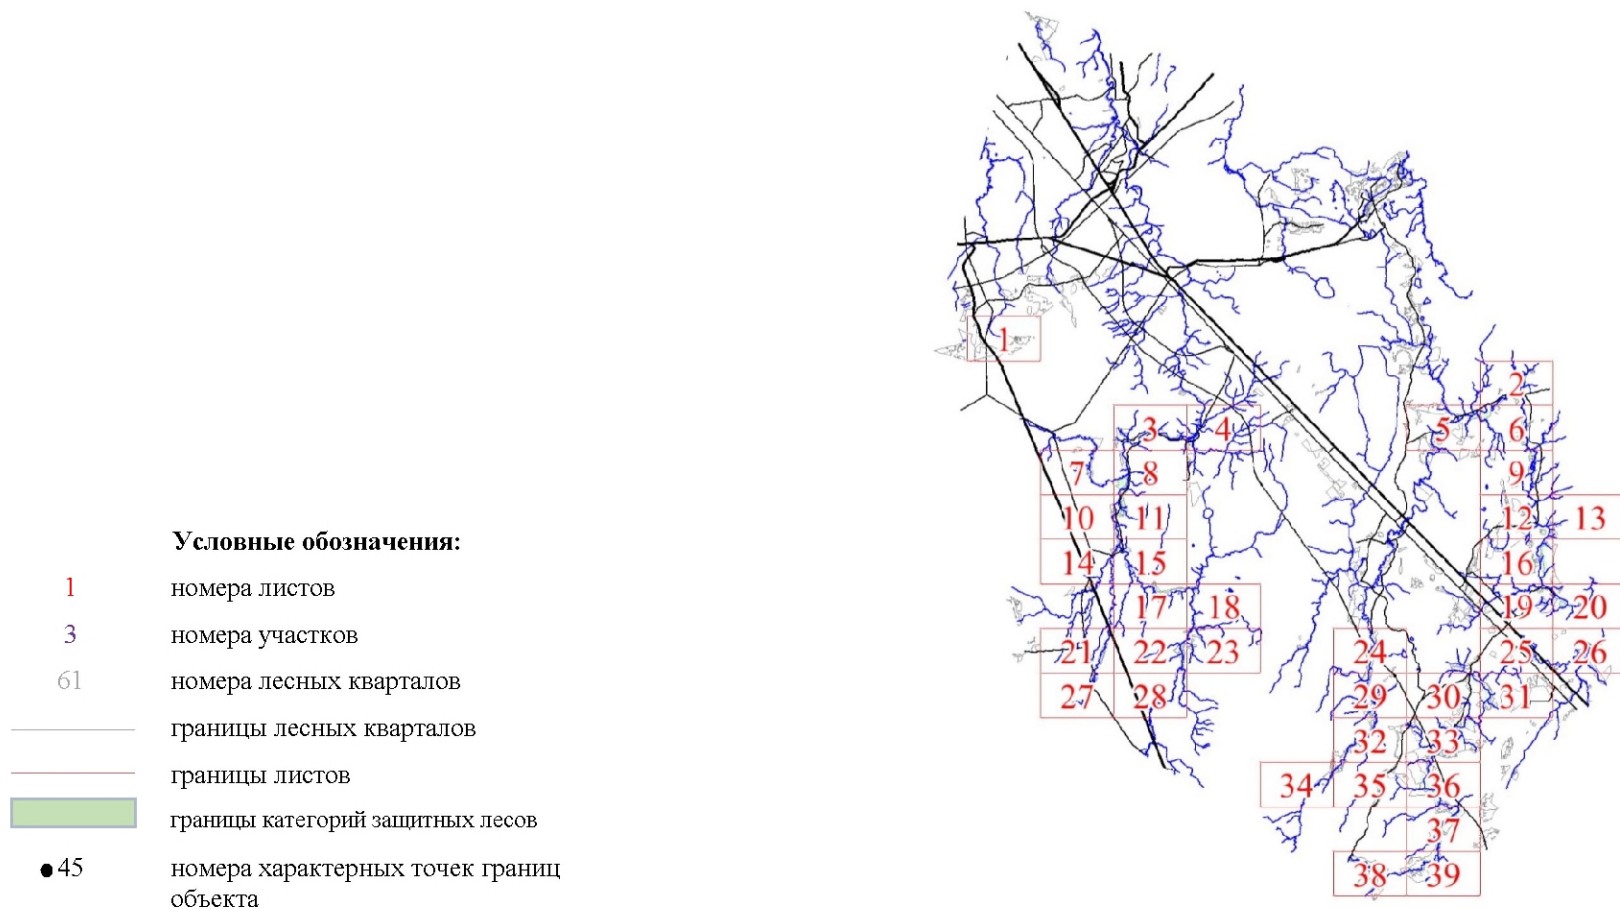 Условные обозначения:
1 номера листов
3 номера участков
61 номера лесных кварталов
границы лесных кварталов
границы листов
границы категорий защитных лесов
45 номера характерных точек границ
объекта
1
2
3 4 5 6
7 8 9
10 11 12 13
14 15 16
17 18 19 20
21 22 23 24 25 26
27 28 29 30 31
32 33
34 35 36
37
38 39